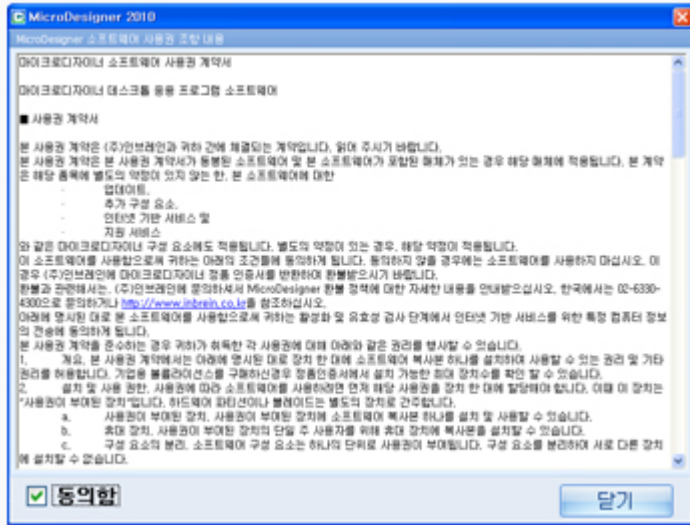 MicroDesigner 2010
MicroDesigner 소프트웨어 사용권 조항 내용
마이크로디자이너 소프트웨어 사용권 계약서
마이크로디자이너 데스크톱 응용 프로그램 소프트웨어
■ 사용권 계약서
본 사용권 계약은 (주)인브레인과 귀하 간에 체결되는 계약입니다. 읽어 주시기 바랍니다.
본 사용권 계약은 본 사용권 계약서가 동봉된 소프트웨어 및 본 소프트웨어가 포함된 매체가 있는 경우 해당 매체에 적용됩니다. 본 계약
은 해당 품목에 별도의 약정이 있지 않는 한, 본 소프트웨어에 대한
· 업데이트,
· 추가 구성 요소,
· 인터넷 기반 서비스 및
· 지원 서비스
와 같은 마이크로디자이너 구성 요소에도 적용됩니다. 별도의 약정이 있는 경우, 해당 약정이 적용됩니다.
이 소프트웨어를 사용함으로써 귀하는 아래의 조건들에 동의하게 됩니다. 동의하지 않을 경우에는 소프트웨어를 사용하지 마십시오. 이
경우 (주)인브레인에 마이크로디자이너 정품 인증서를 반환하여 환불받으시기 바랍니다.
환불과 관련해서는, (주)인브레인에 문의하셔서 MicroDesigner 환불 정책에 대한 자세한 내용을 안내받으십시오. 한국에서는 02-6330-
4300으로 문의하거나 http://www.inbrein.co.kr을 참조하십시오.
아래에 명시된 대로 본 소프트웨어를 사용함으로써 귀하는 활성화 및 유효성 검사 단계에서 인터넷 기반 서비스를 위한 특정 컴퓨터 정보
의 전송에 동의하게 됩니다.
본 사용권 계약을 준수하는 경우 귀하가 취득한 각 사용권에 대해 아래와 같은 권리를 행사할 수 있습니다.
1. 개요. 본 사용권 계약에서는 아래에 명시된 대로 장치 한 대에 소프트웨어 복사본 하나를 설치하여 사용할 수 있는 권리 및 기타
권리를 허용합니다. 기업용 볼륨라이선스를 구매하신경우 정품인증서에서 설치 가능한 최대 장치수를 확인 할 수 있습니다.
2. 설치 및 사용 권한. 사용권에 따라 소프트웨어를 사용하려면 먼저 해당 사용권을 장치 한 대에 할당해야 합니다. 이때 이 장치는
"사용권이 부여된 장치"입니다. 하드웨어 파티션이나 블레이드는 별도의 장치로 간주합니다.
a. 사용권이 부여된 장치. 사용권이 부여된 장치에 소프트웨어 복사본 하나를 설치 및 사용할 수 있습니다.
b. 휴대 장치. 사용권이 부여된 장치의 단일 주 사용자를 위해 휴대 장치에 복사본을 설치할 수 있습니다.
c. 구성 요소의 분리. 소프트웨어 구성 요소는 하나의 단위로 사용권이 부여됩니다. 구성 요소를 분리하여 서로 다른 장치
에 설치할 수 없습니다.
동의함
닫기